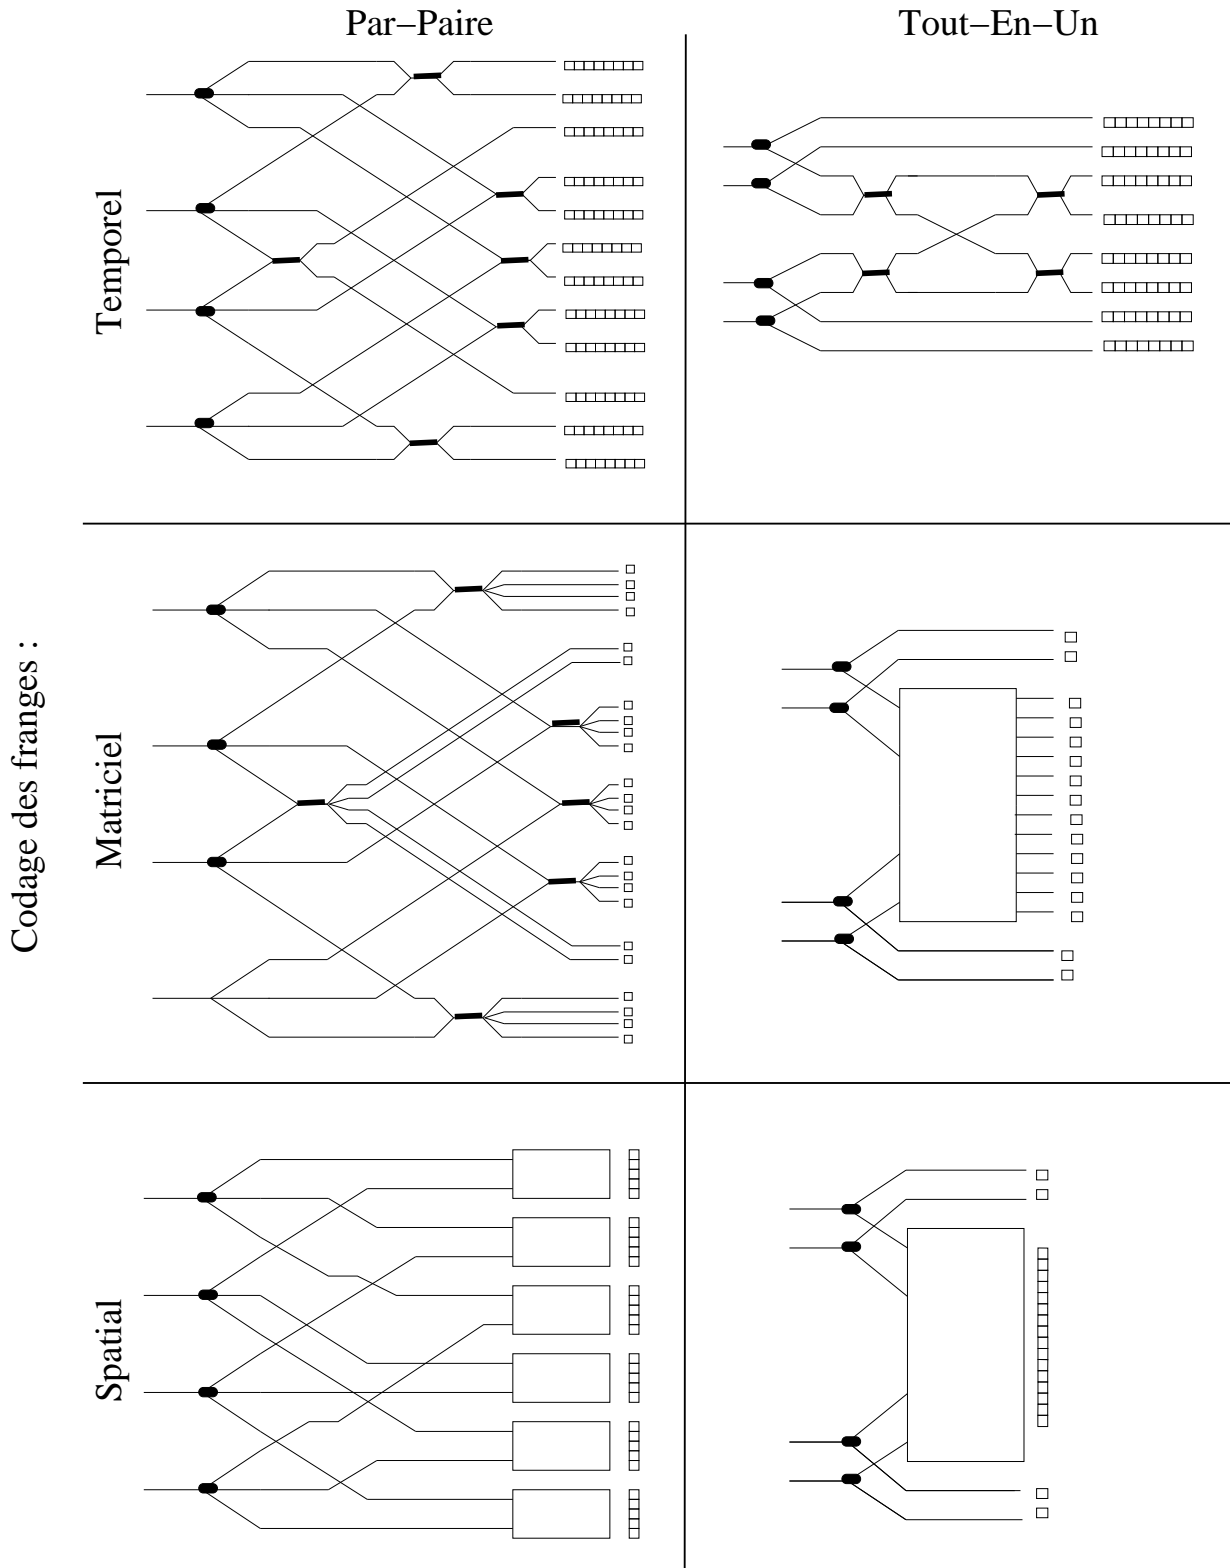 Par−Paire
Tout−En−Un
Codage des franges :
Temporel
Matriciel
Spatial